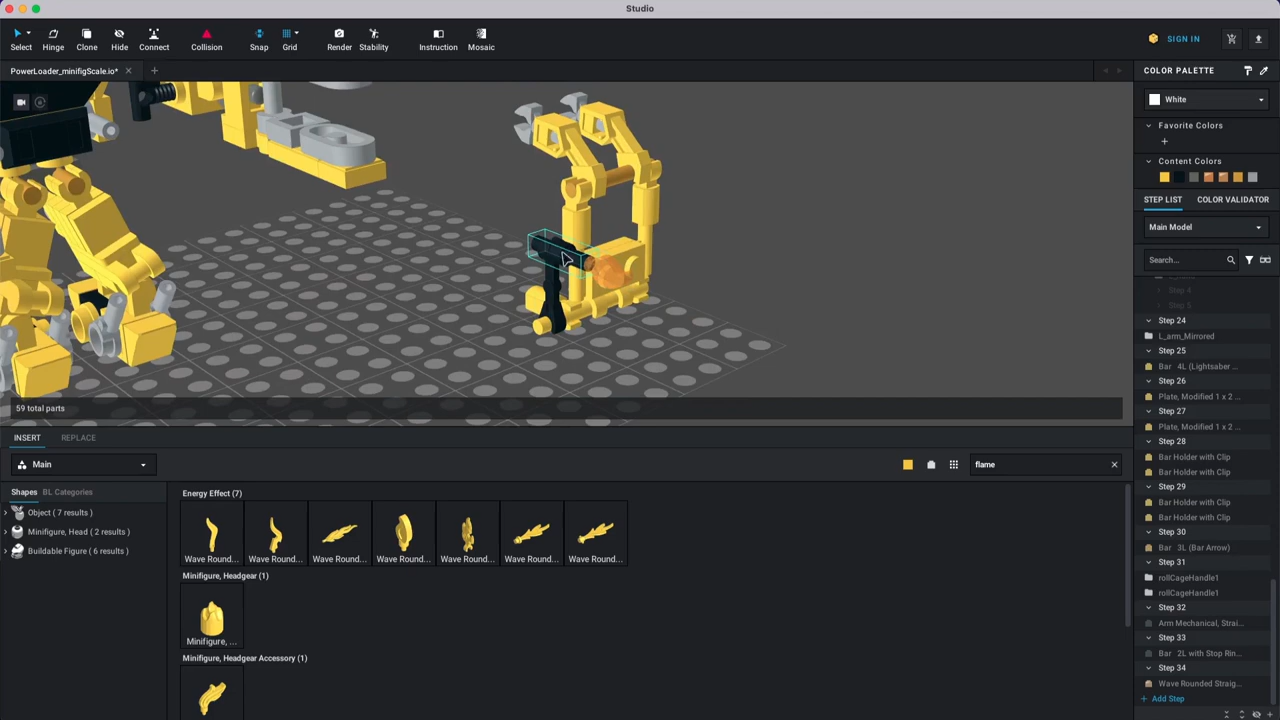 Studio
Select
Hinge
Clone
Hide
Connect
Collision
Snap
Grid
Render
Stability
Instruction
Mosaic
SIGN IN
PowerLoader_minifigScale.io*
COLOR PALETTE
White
Favorite Colors
Content Colors
STEP LIST
COLOR VALIDATOR
Main Model
Search...
Step 4
Step 24
L_arm_Mirrored
Step 25
Bar 4L (Lightsaber ...
Step 26
Plate, Modified 1 x 2 ...
Step 27
Plate, Modified 1 x 2 ...
Step 28
Bar Holder with Clip
Bar Holder with Clip
Step 29
Bar Holder with Clip
Bar Holder with Clip
Step 30
Bar 3L (Bar Arrow)
Step 31
rollCageHandle1
rollCageHandle1
Step 32
Arm Mechanical, Strai...
Step 33
Bar 2L with Stop Rin...
Step 34
Wave Rounded Straig...
+ Add Step
59 total parts
INSERT
REPLACE
Main
flame
Shapes
BL Categories
Object ( 7 results )
Minifigure, Head ( 2 results )
Buildable Figure ( 6 results )
Energy Effect (7)
Wave Round...
Wave Round...
Wave Round...
Wave Round...
Wave Round...
Wave Round...
Wave Round...
Minifigure, Headgear (1)
Minifigure, ...
Minifigure, Headgear Accessory (1)